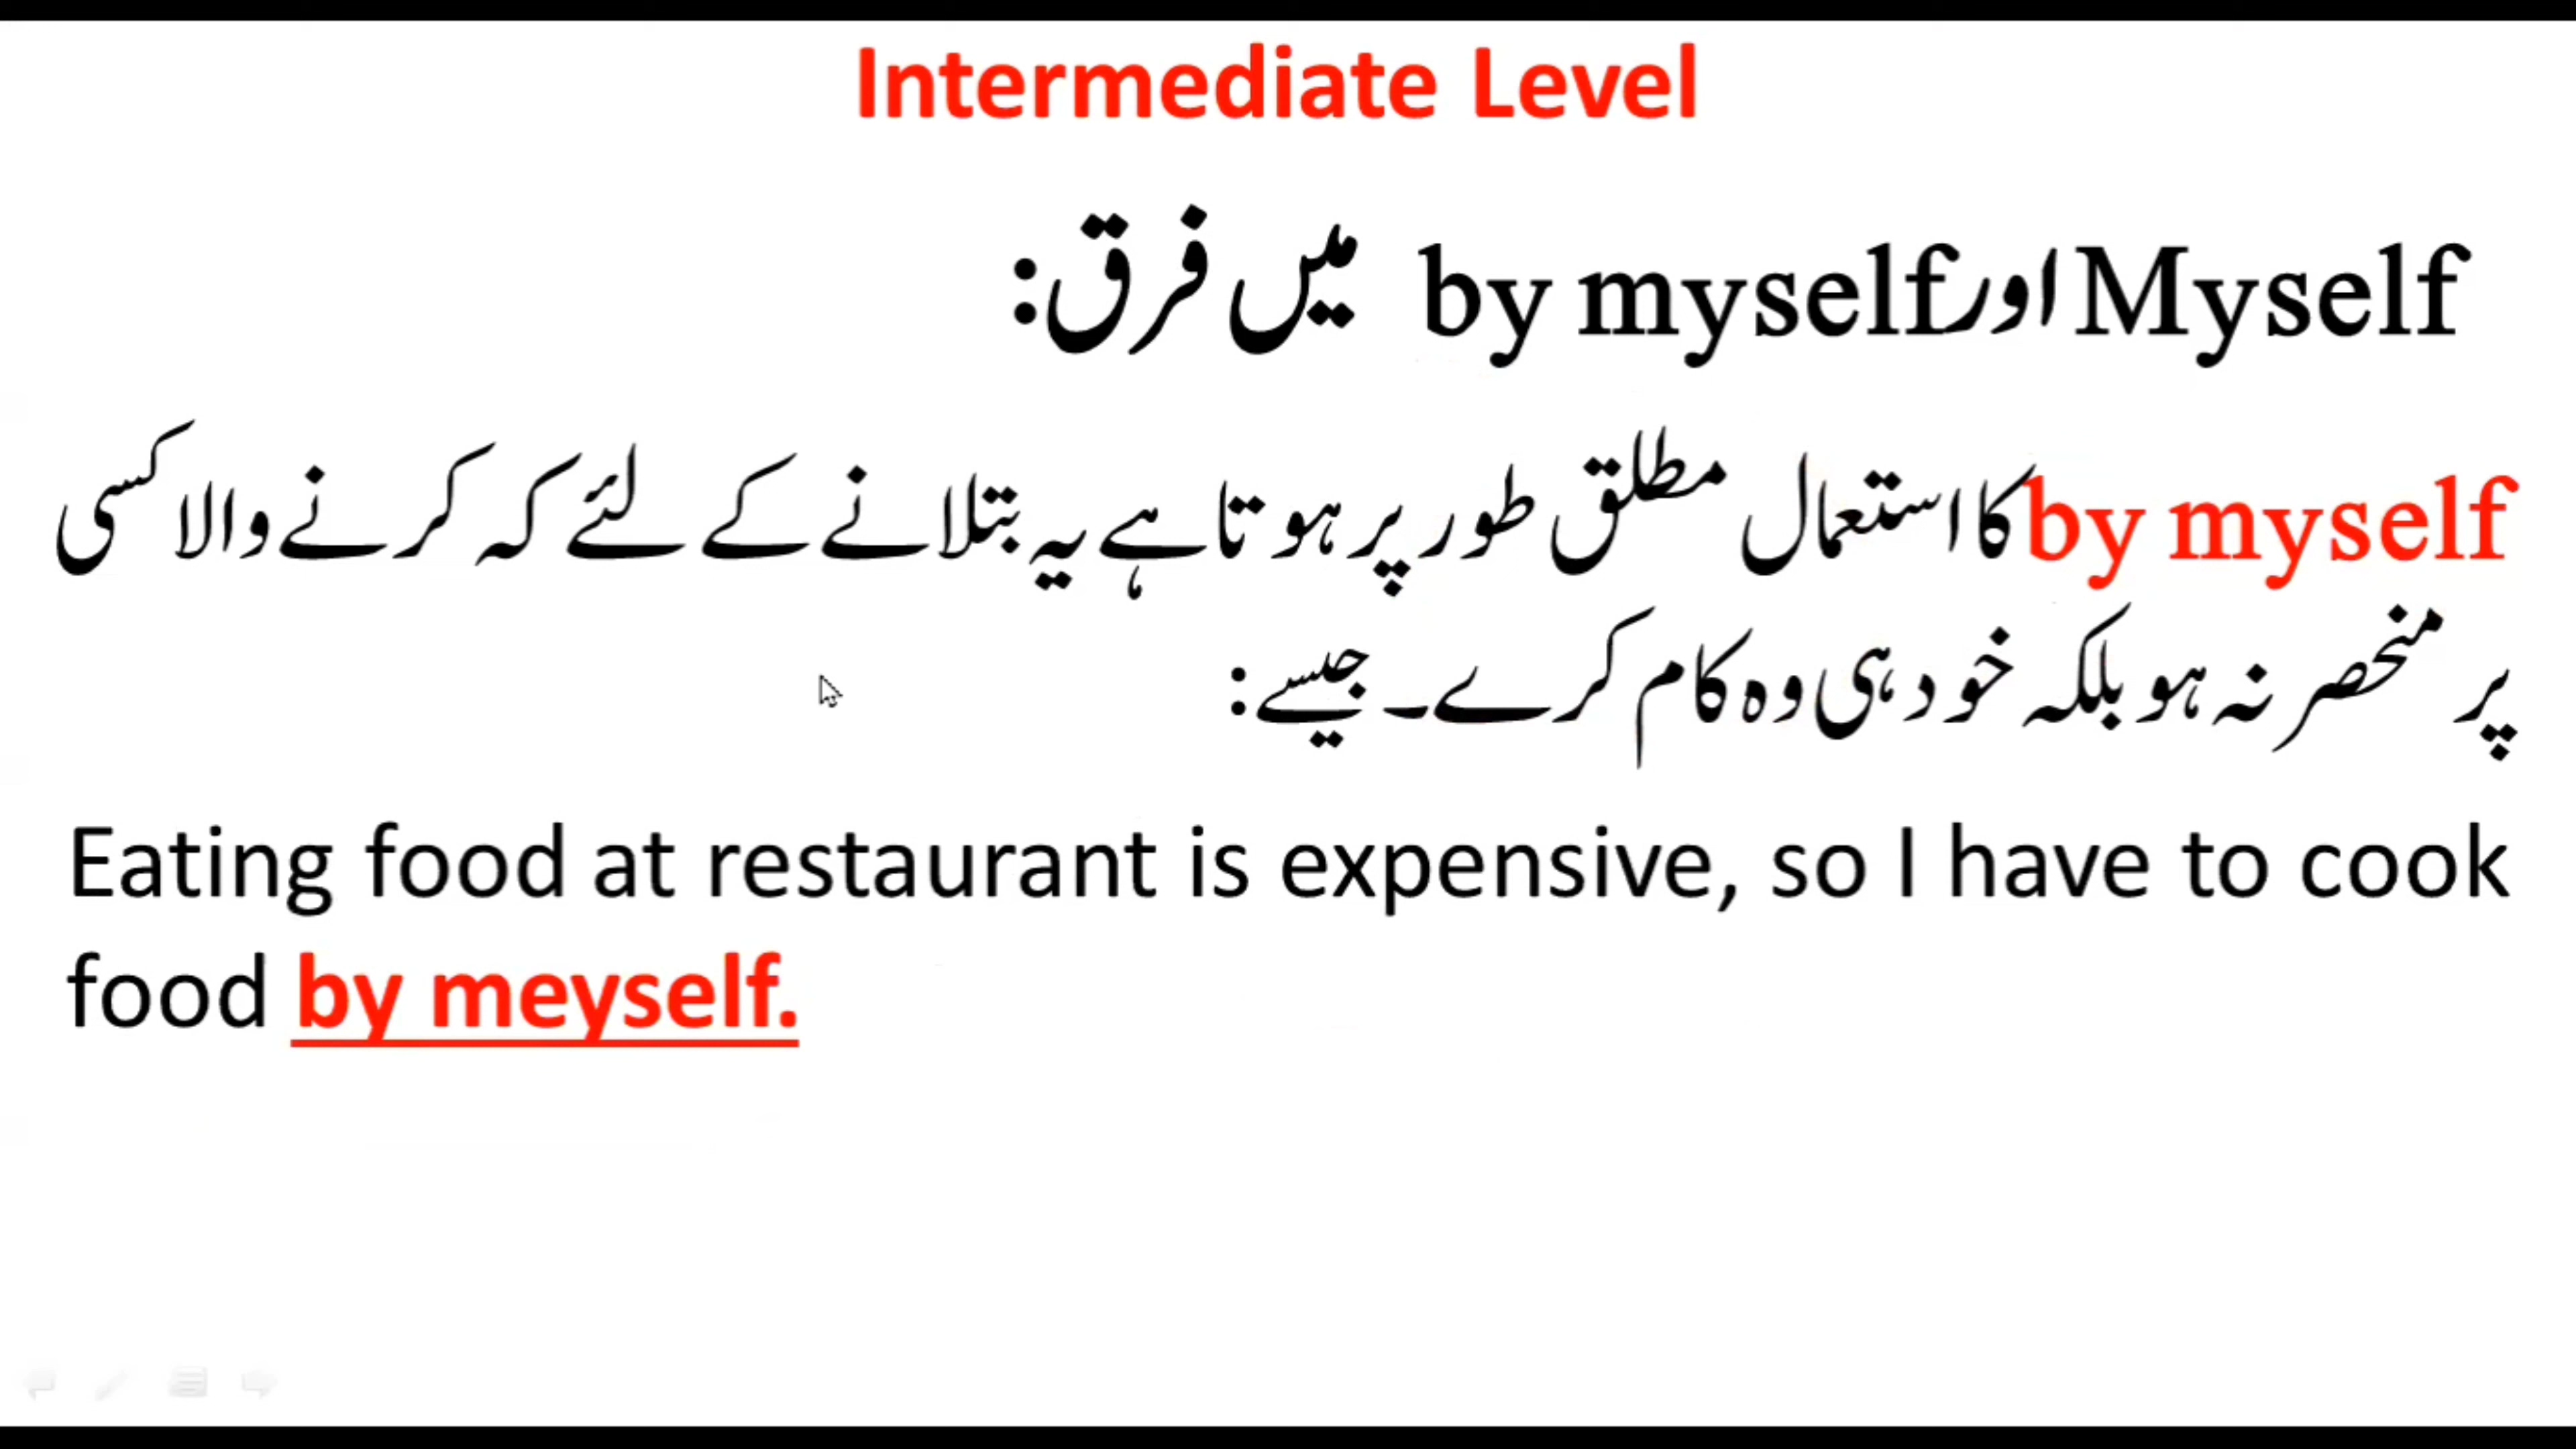 Intermediate Level
Myself اور by myself میں فرق:
by myself کا استعمال مطلق طور پر ہوتا ہے یہ بتلانے کے لئے کہ کرنے والا کسی
پر منحصر نہ ہو بلکہ خود ہی وہ کام کرے۔ جیسے:
Eating food at restaurant is expensive, so I have to cook
food by meyself.